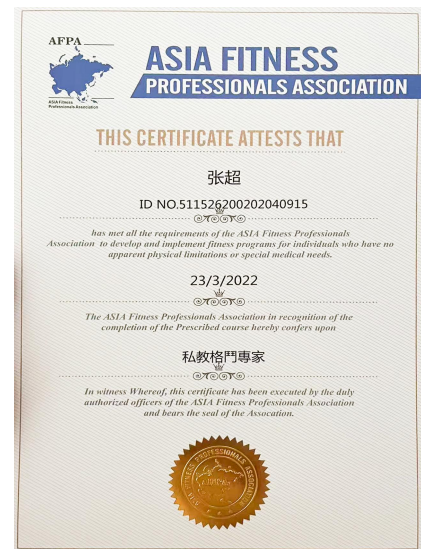 AFPA
ASIA Fitness
Professionals Association
ASIA FITNESS
PROFESSIONALS ASSOCIATION
THIS CERTIFICATE ATTESTS THAT
张超
ID NO.511526200202040915
has met all the requirements of the ASIA Fitness Professionals
Association to develop and implement fitness programs for individuals who have no
apparent physical limitations or special medical needs.
23/3/2022
The ASIA Fitness Professionals Association in recognition of the
completion of the Prescribed course hereby confers upon
私教格鬥專家
In witness Whereof, this certificate has been executed by the duly
authorized officers of the ASIA Fitness Professionals Association
and bears the seal of the Assocation.
ASIA FITNESS PROFESSIONALS ASSOCIATION